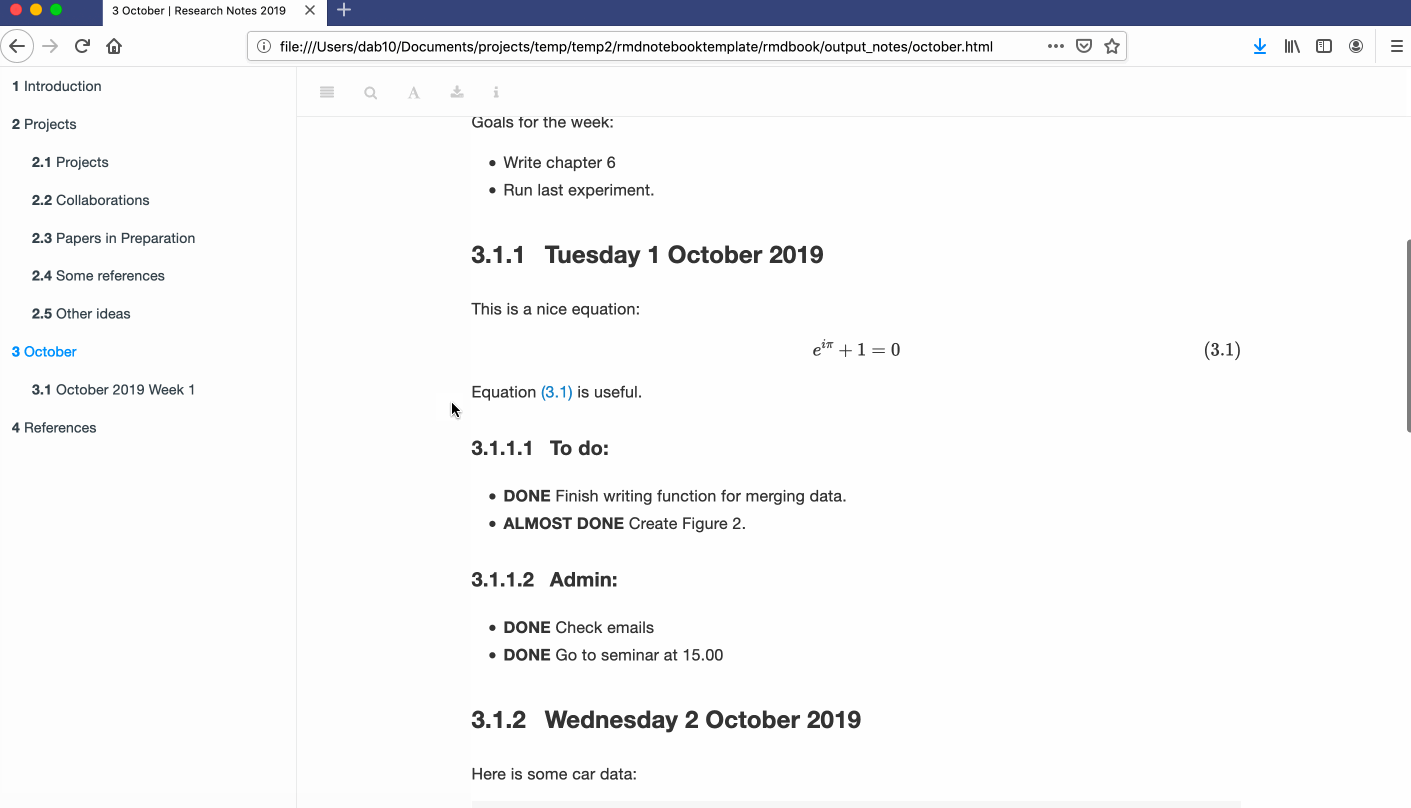 3 October | Research Notes 2019
file:///Users/dab10/Documents/projects/temp/temp2/rmdnotebooktemplate/rmdbook/output_notes/october.html
1 Introduction
2 Projects
2.1 Projects
2.2 Collaborations
2.3 Papers in Preparation
2.4 Some references
2.5 Other ideas
3 October
3.1 October 2019 Week 1
4 References
A
i
Goals for the week:
• Write chapter 6
• Run last experiment.
3.1.1 Tuesday 1 October 2019
This is a nice equation:
e^{iπ} + 1 = 0 (3.1)
Equation (3.1) is useful.
3.1.1.1 To do:
• DONE Finish writing function for merging data.
• ALMOST DONE Create Figure 2.
3.1.1.2 Admin:
• DONE Check emails
• DONE Go to seminar at 15.00
3.1.2 Wednesday 2 October 2019
Here is some car data: